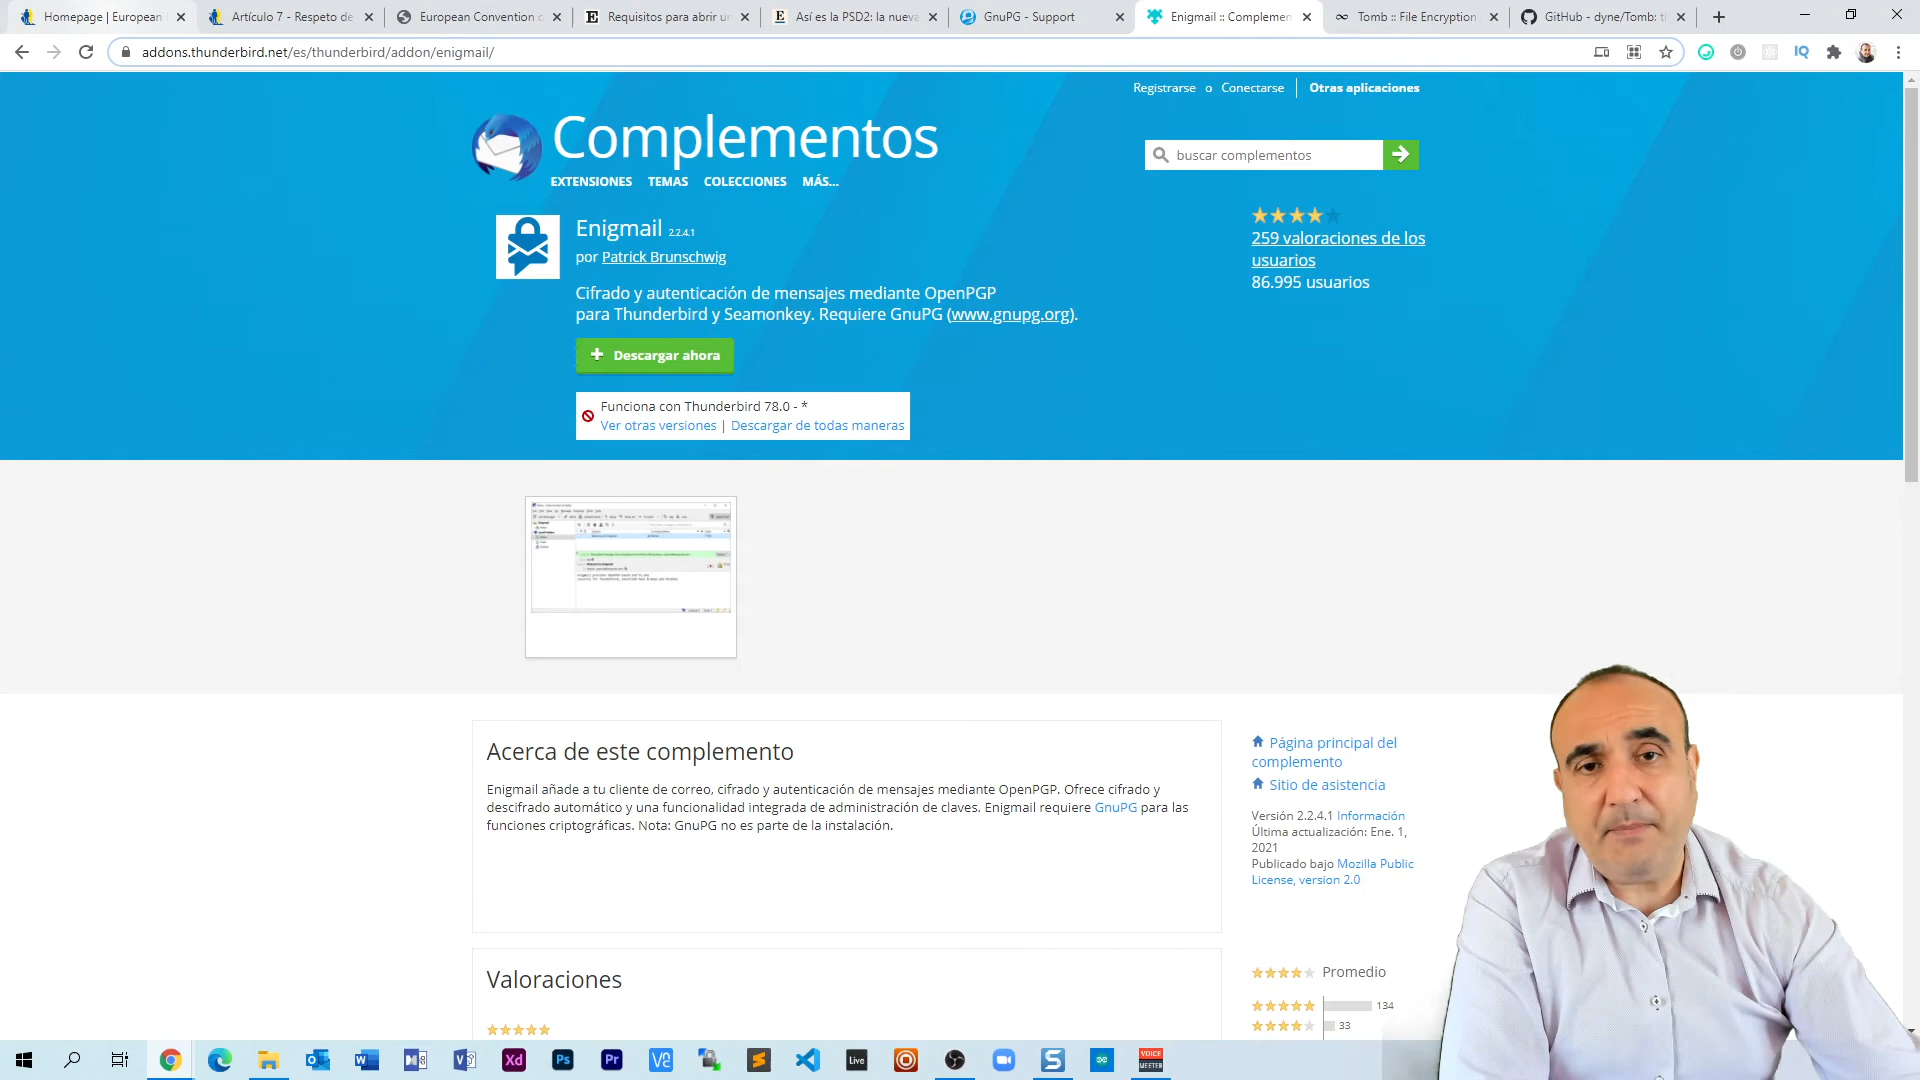 Homepage | European
Artículo 7 - Respeto de
European Convention o
Requisitos para abrir un
Así es la PSD2: la nueva
GnuPG - Support
Enigmail :: Complemen
Tomb :: File Encryption
GitHub - dyne/Tomb: t
addons.thunderbird.net/es/thunderbird/addon/enigmail/
Registrarse o Conectarse
Otras aplicaciones
Complementos
buscar complementos
EXTENSIONES TEMAS COLECCIONES MÁS...
Enigmail 2.2.4.1
por Patrick Brunschwig
259 valoraciones de los
usuarios
86.995 usuarios
Cifrado y autenticación de mensajes mediante OpenPGP
para Thunderbird y Seamonkey. Requiere GnuPG (www.gnupg.org).
Descargar ahora
Funciona con Thunderbird 78.0 - *
Ver otras versiones | Descargar de todas maneras
Acerca de este complemento
Enigmail añade a tu cliente de correo, cifrado y autenticación de mensajes mediante OpenPGP. Ofrece cifrado y
descifrado automático y una funcionalidad integrada de administración de claves. Enigmail requiere GnuPG para las
funciones criptográficas. Nota: GnuPG no es parte de la instalación.
Página principal del
complemento
Sitio de asistencia
Versión 2.2.4.1 Información
Última actualización: Ene. 1,
2021
Publicado bajo Mozilla Public
License, version 2.0
Valoraciones
Promedio
134
33
Xd
Ps
Pr
Live
VOICE
MEETER